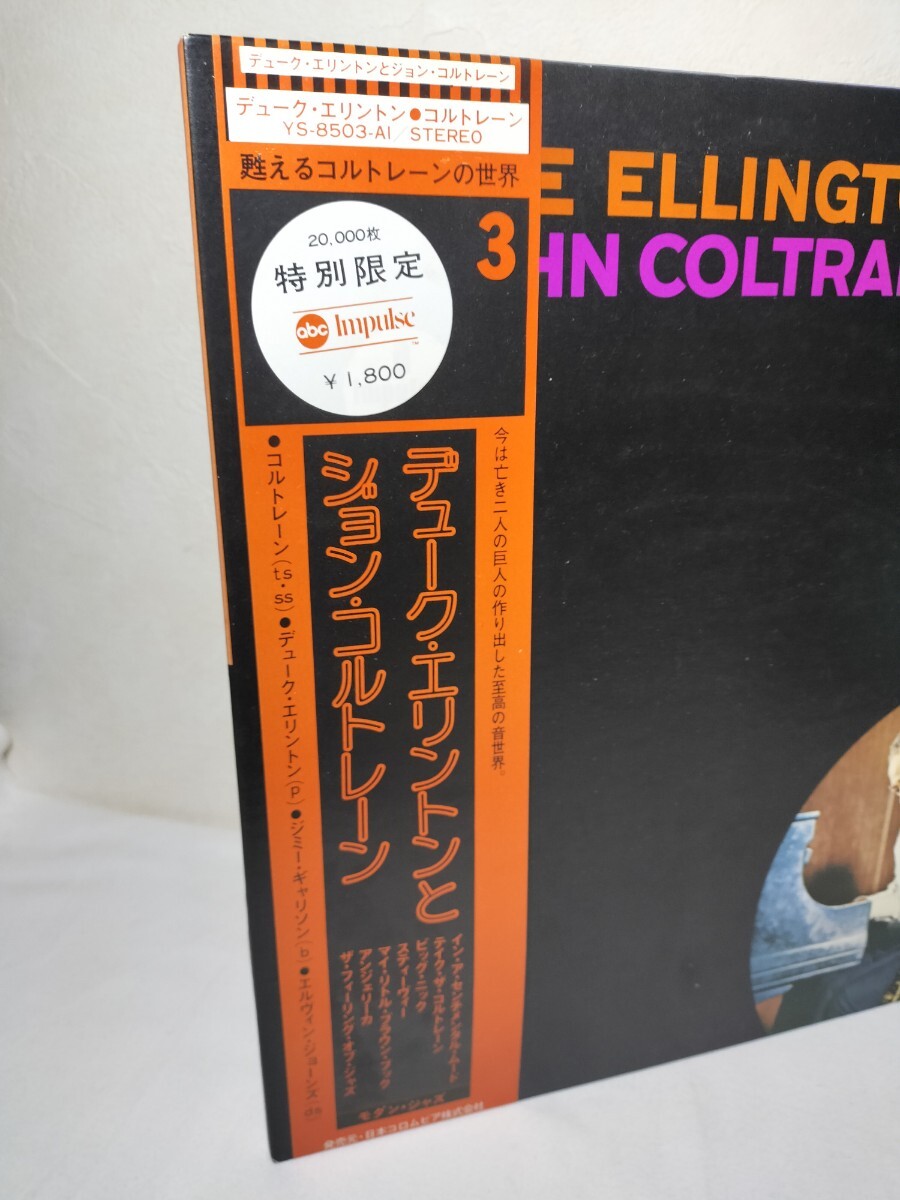 デューク・エリントンとジョン・コルトレーン
デューク・エリントン●コルトレーン
YS-8503-AI/STEREO
甦えるコルトレーンの世界
3
20,000枚
特別限定
abc Impulse
TM
¥1,800
E ELLINGT
HN COLTRA
今は亡き二人の巨人の作り出した至高の音世界。
デューク・エリントンと
ジョン・コルトレーン
●コルトレーン(ts・ss)●デューク・エリントン(p)●ジミー・ギャリソン(b)●エルヴィン・ジョーンズ(ds)
イン・ア・センチメンタル・ムード
テイク・ザ・コルトレーン
ビッグ・ニック
スティーヴィー
マイ・リトル・ブラウン・ブック
アンジェリーカ
ザ・フィーリング・オブ・ジャズ
モダン・ジャズ
発売元・日本コロムビア株式会社